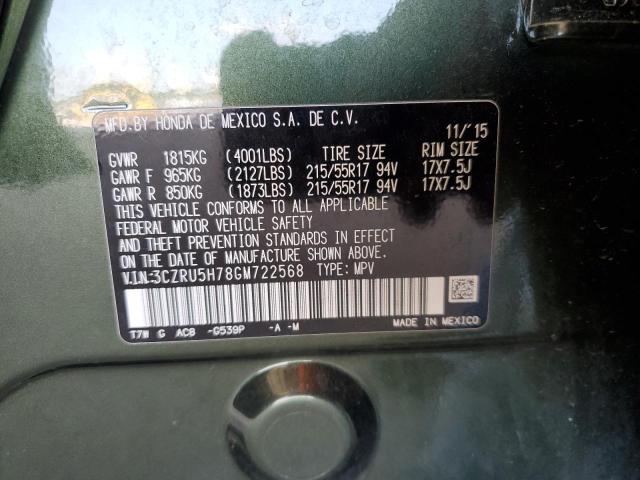 MFD.BY HONDA DE MEXICO S.A. DE C.V. 11/'15
GVWR 1815KG (4001LBS) TIRE SIZE RIM SIZE
GAWR F 965KG (2127LBS) 215/55R17 94V 17X7.5J
GAWR R 850KG (1873LBS) 215/55R17 94V 17X7.5J
THIS VEHICLE CONFORMS TO ALL APPLICABLE
FEDERAL MOTOR VEHICLE SAFETY
AND THEFT PREVENTION STANDARDS IN EFFECT
ON THE DATE OF MANUFACTURE SHOWN ABOVE.
V.I.N:3CZRU5H78GM722568 TYPE: MPV
T7W G ACB -G539P -A -M MADE IN MEXICO